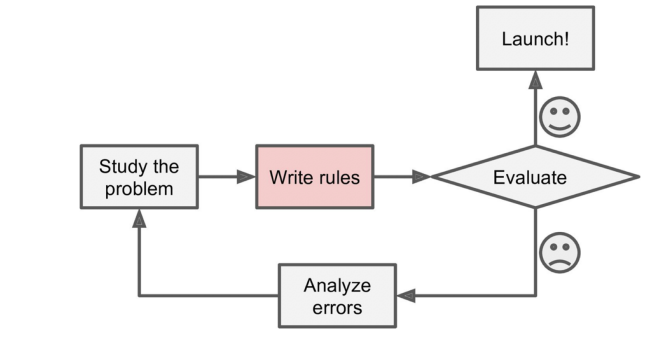 Launch!
Study the
problem
Write rules
Evaluate
Analyze
errors